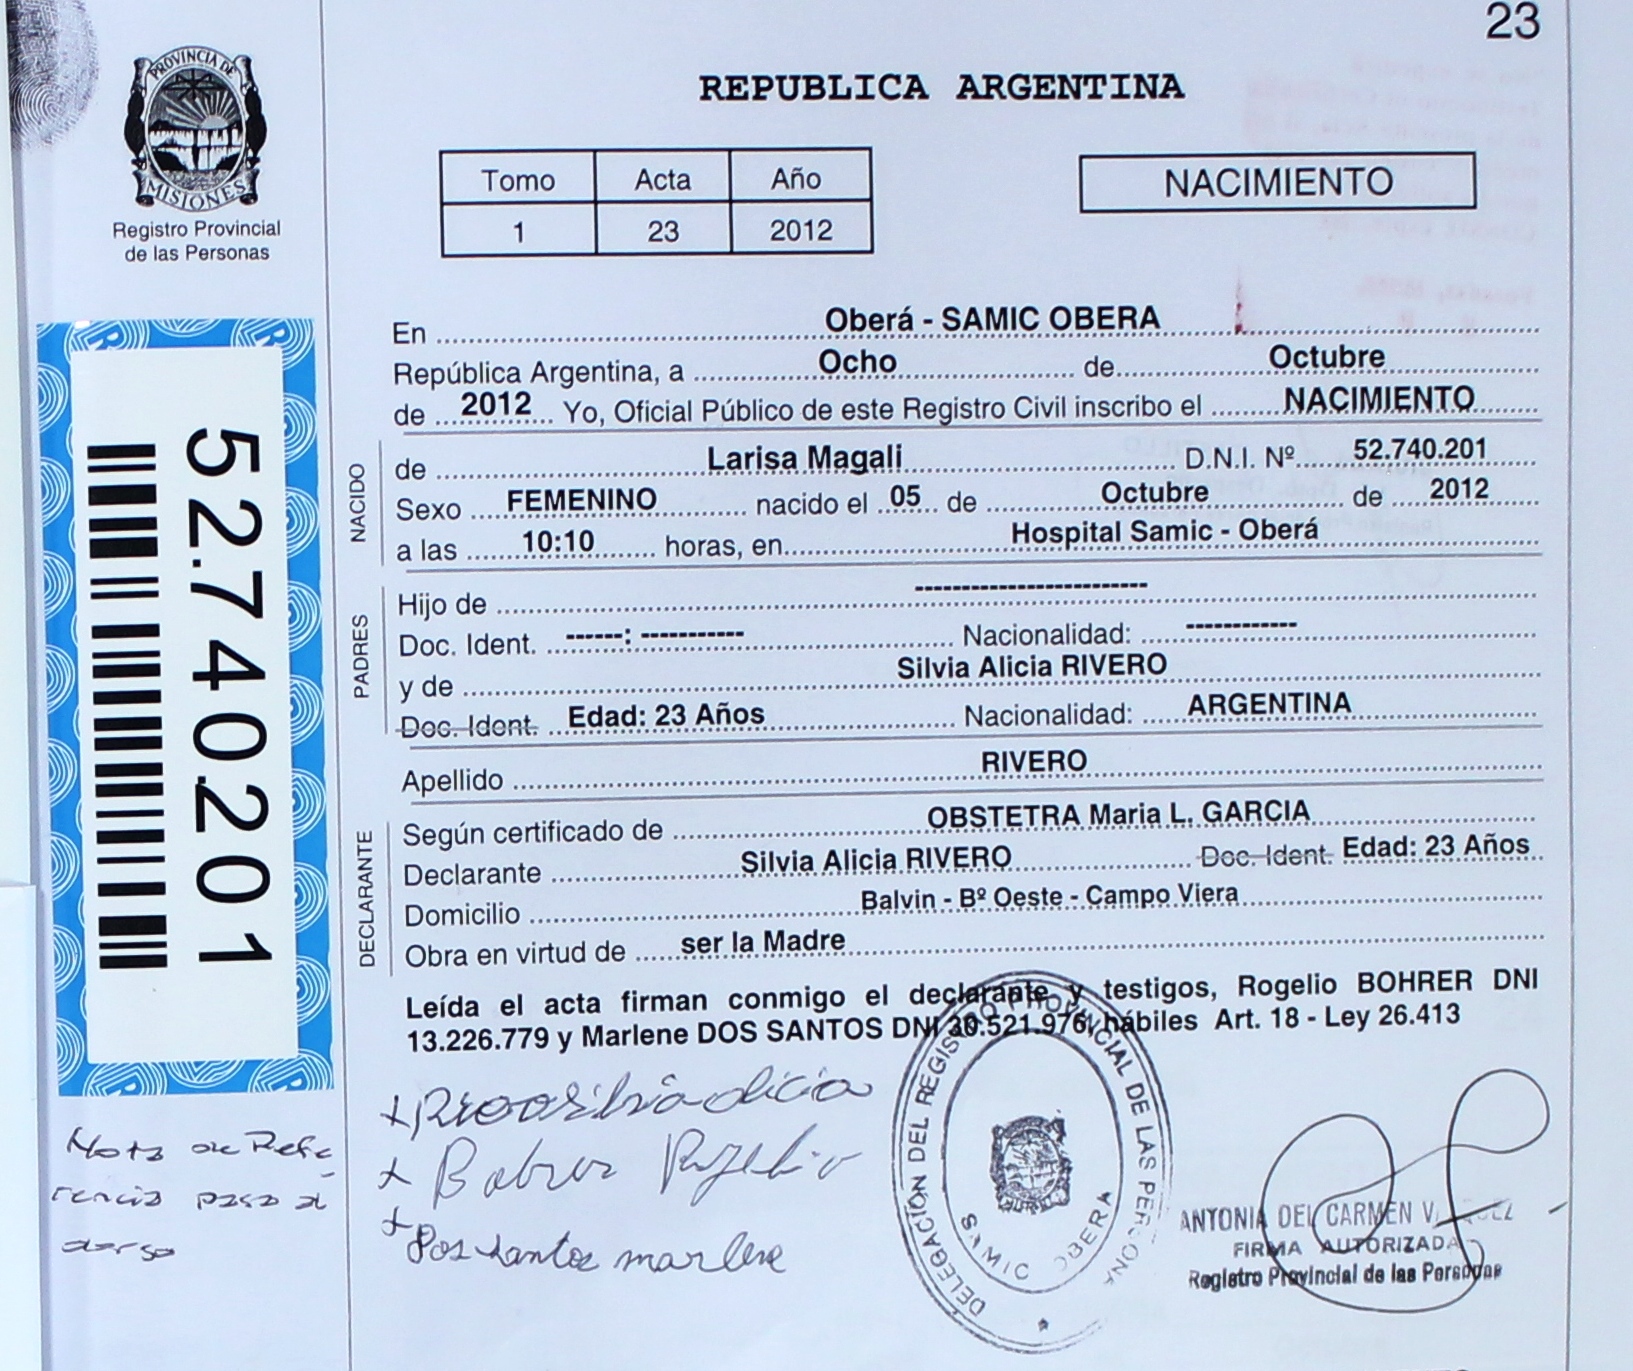 23
PROVINCIA DE
MISIONES
Registro Provincial
de las Personas
REPUBLICA ARGENTINA
Tomo Acta Año
1 23 2012
NACIMIENTO
52.740.201
En Oberá - SAMIC OBERA
República Argentina, a Ocho de Octubre
de 2012 Yo, Oficial Público de este Registro Civil inscribo el NACIMIENTO
NACIDO
de Larisa Magali D.N.I. Nº 52.740.201
Sexo FEMENINO nacido el 05 de Octubre de 2012
a las 10:10 horas, en Hospital Samic - Oberá
PADRES
Hijo de ------------------------
Doc. Ident. ------: ----------- Nacionalidad: ------------
y de Silvia Alicia RIVERO
Doc. Ident. Edad: 23 Años Nacionalidad: ARGENTINA
Apellido RIVERO
DECLARANTE
Según certificado de OBSTETRA Maria L. GARCIA
Declarante Silvia Alicia RIVERO Doc. Ident. Edad: 23 Años
Domicilio Balvin - Bº Oeste - Campo Viera
Obra en virtud de ser la Madre
Leída el acta firman conmigo el declarante y testigos, Rogelio BOHRER DNI
13.226.779 y Marlene DOS SANTOS DNI 30.521.976, hábiles Art. 18 - Ley 26.413
Nota de Refe
rencia pasa al
dorso
Bohrer Rogelio
Dos santos marlene
DELEGACIÓN DEL REGISTRO PROVINCIAL DE LAS PERSONA
SAMIC OBERA
ANTONIA DEL CARMEN
FIRMA AUTORIZADA
Registro Provincial de las Personas